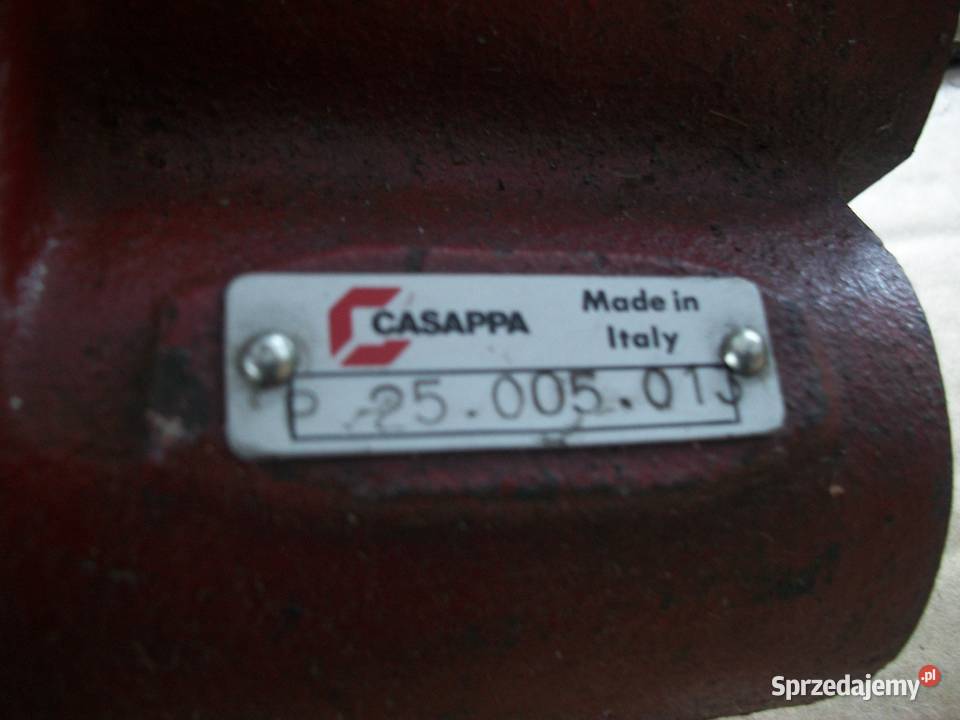 CASAPPA
Made in
Italy
P 25.005.01J
Sprzedajemy.pl